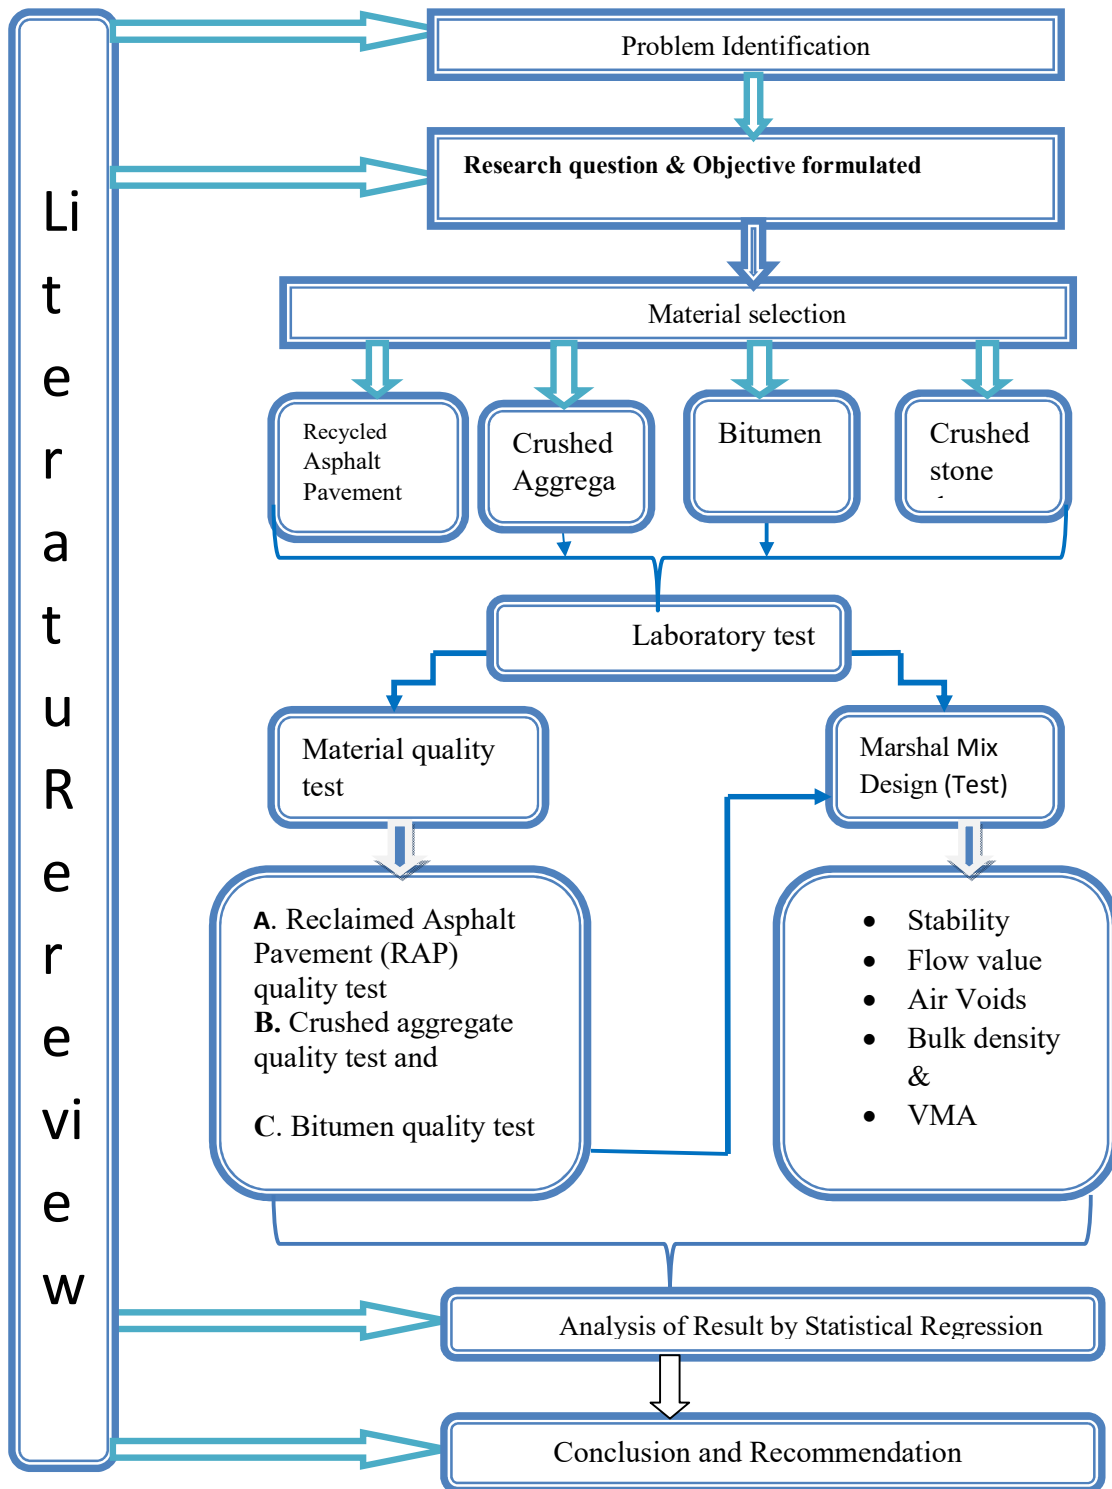 Li
t
e
r
a
t
u
R
e
r
e
vi
e
w
Problem Identification
Research question & Objective formulated
Material selection
Recycled
Asphalt
Pavement
Crushed
Aggrega
Bitumen
Crushed
stone
Laboratory test
Material quality
test
Marshal Mix
Design (Test)
A. Reclaimed Asphalt
Pavement (RAP)
quality test
B. Crushed aggregate
quality test and
C. Bitumen quality test
• Stability
• Flow value
• Air Voids
• Bulk density
&
• VMA
Analysis of Result by Statistical Regression
Conclusion and Recommendation